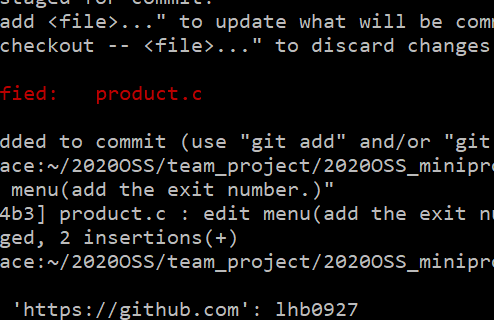 staged for commit:
add <file>..." to update what will be com
checkout -- <file>..." to discard changes
fied:   product.c
dded to commit (use "git add" and/or "git
ace:~/2020OSS/team_project/2020OSS_minipro
menu(add the exit number.)"
4b3] product.c : edit menu(add the exit nu
ged, 2 insertions(+)
ace:~/2020OSS/team_project/2020OSS_minipro
'https://github.com': lhb0927